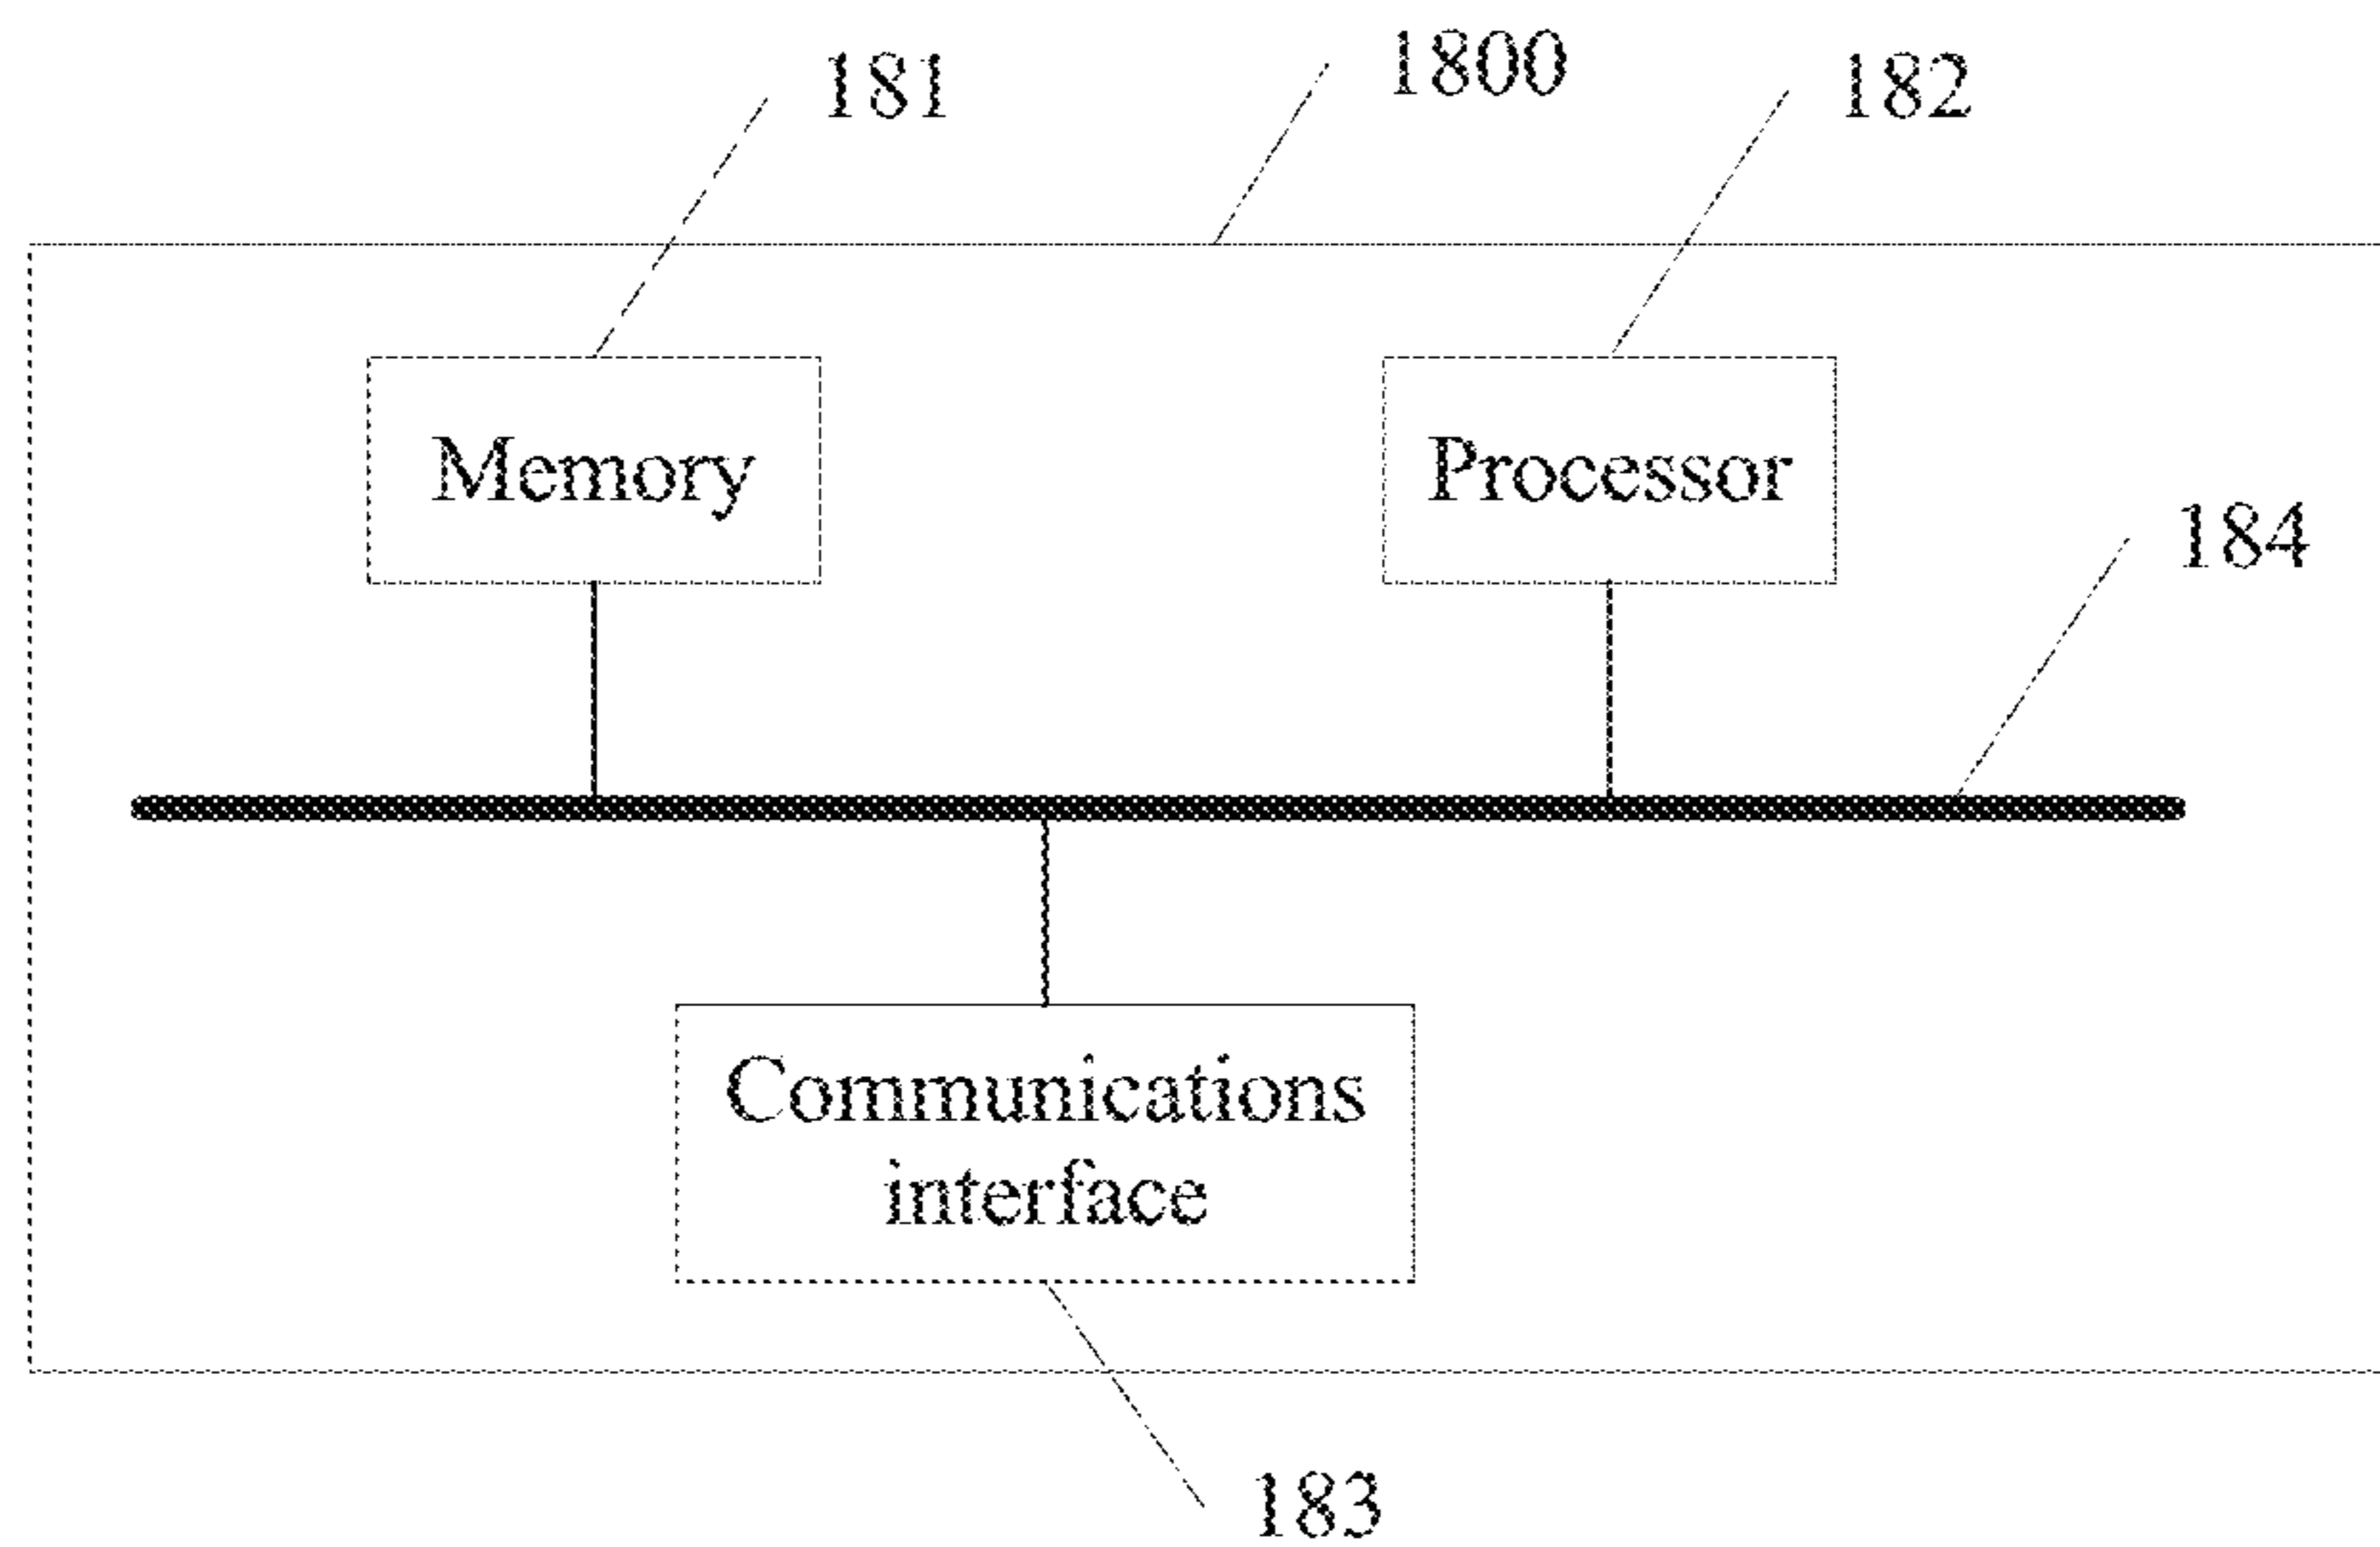 181
1800
182
Memory
Processor
184
Communications
interface
183